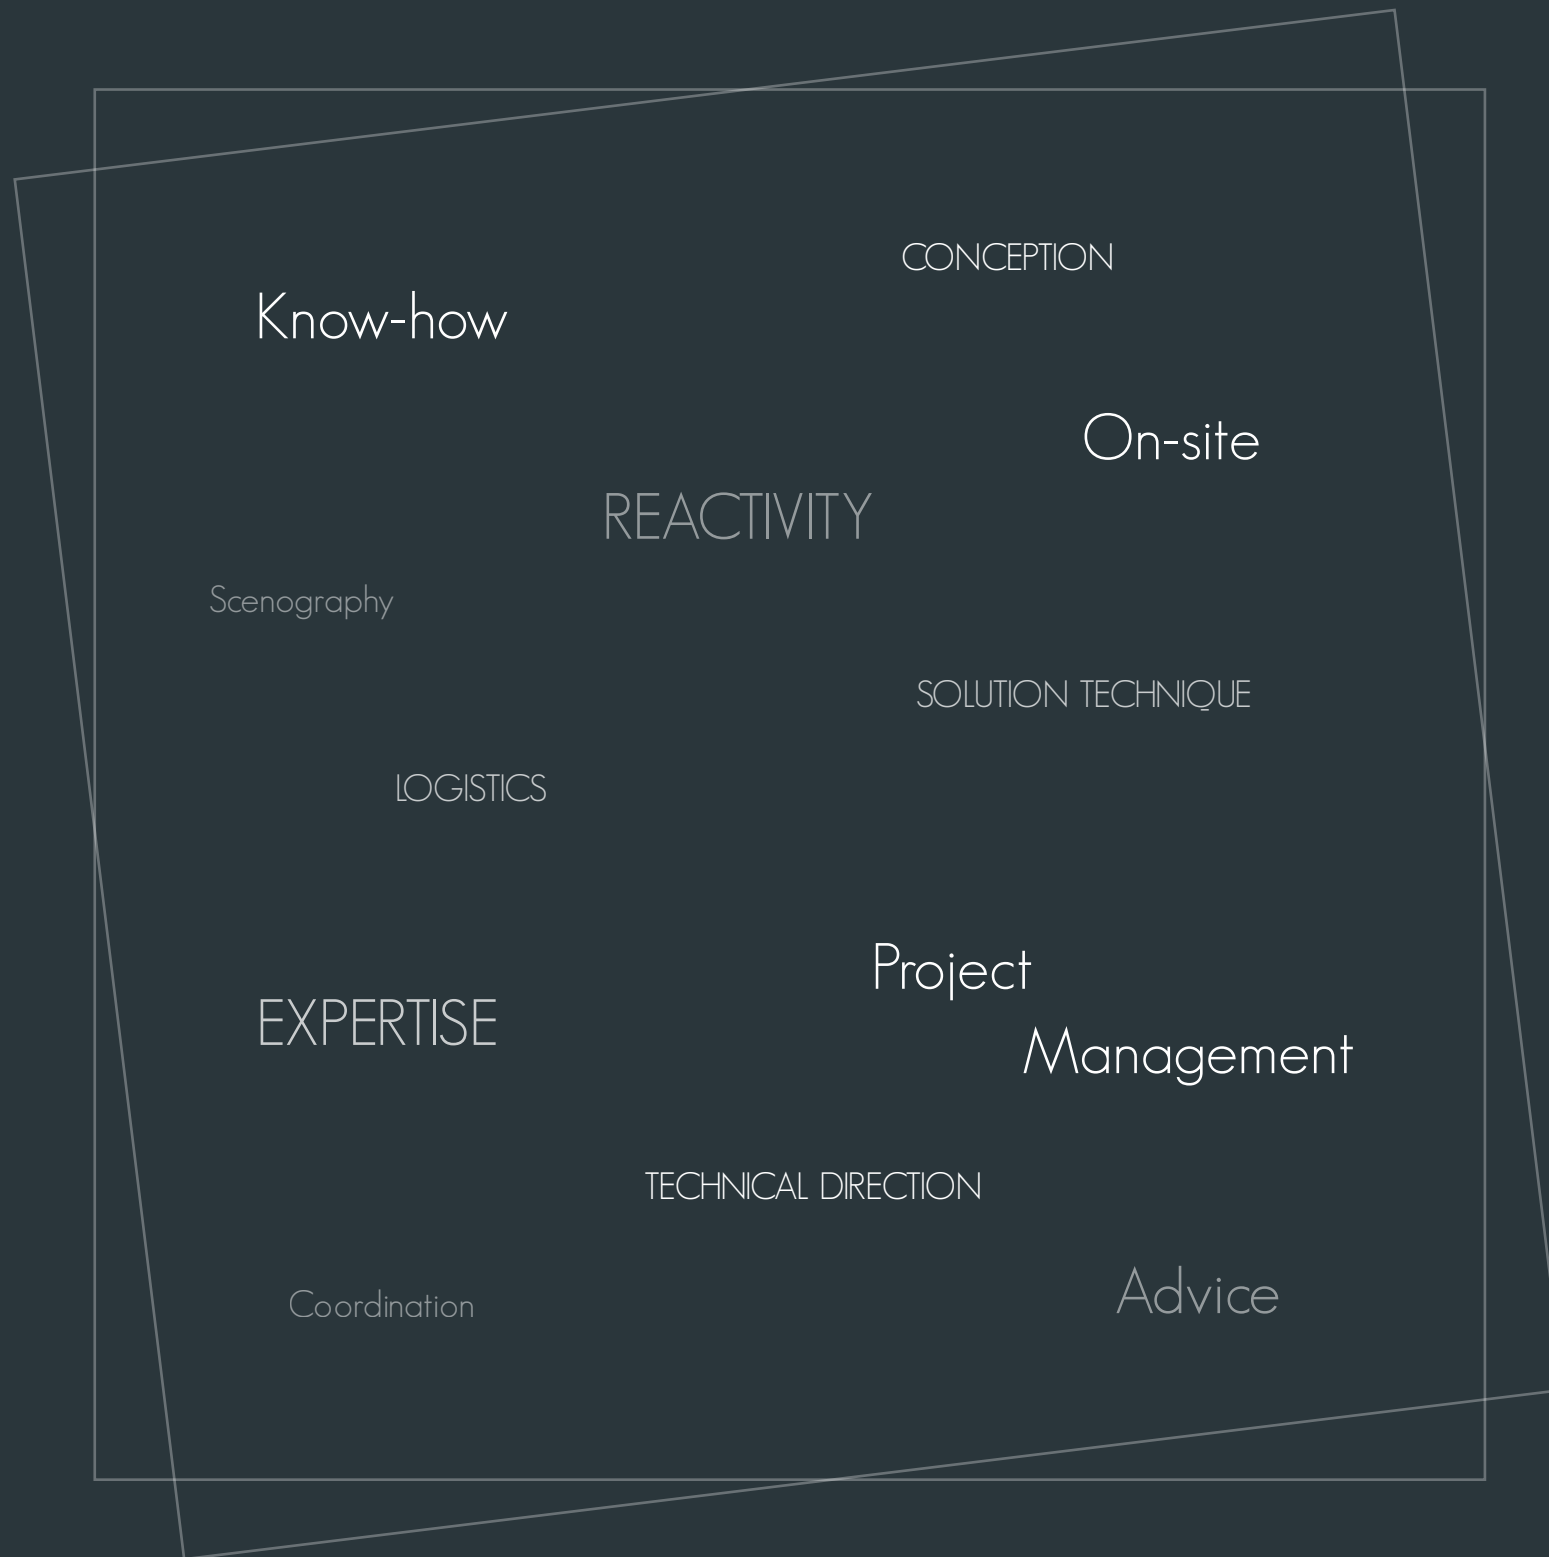 CONCEPTION
Know-how
On-site
REACTIVITY
Scenography
SOLUTION TECHNIQUE
LOGISTICS
Project
EXPERTISE
Management
TECHNICAL DIRECTION
Coordination
Advice